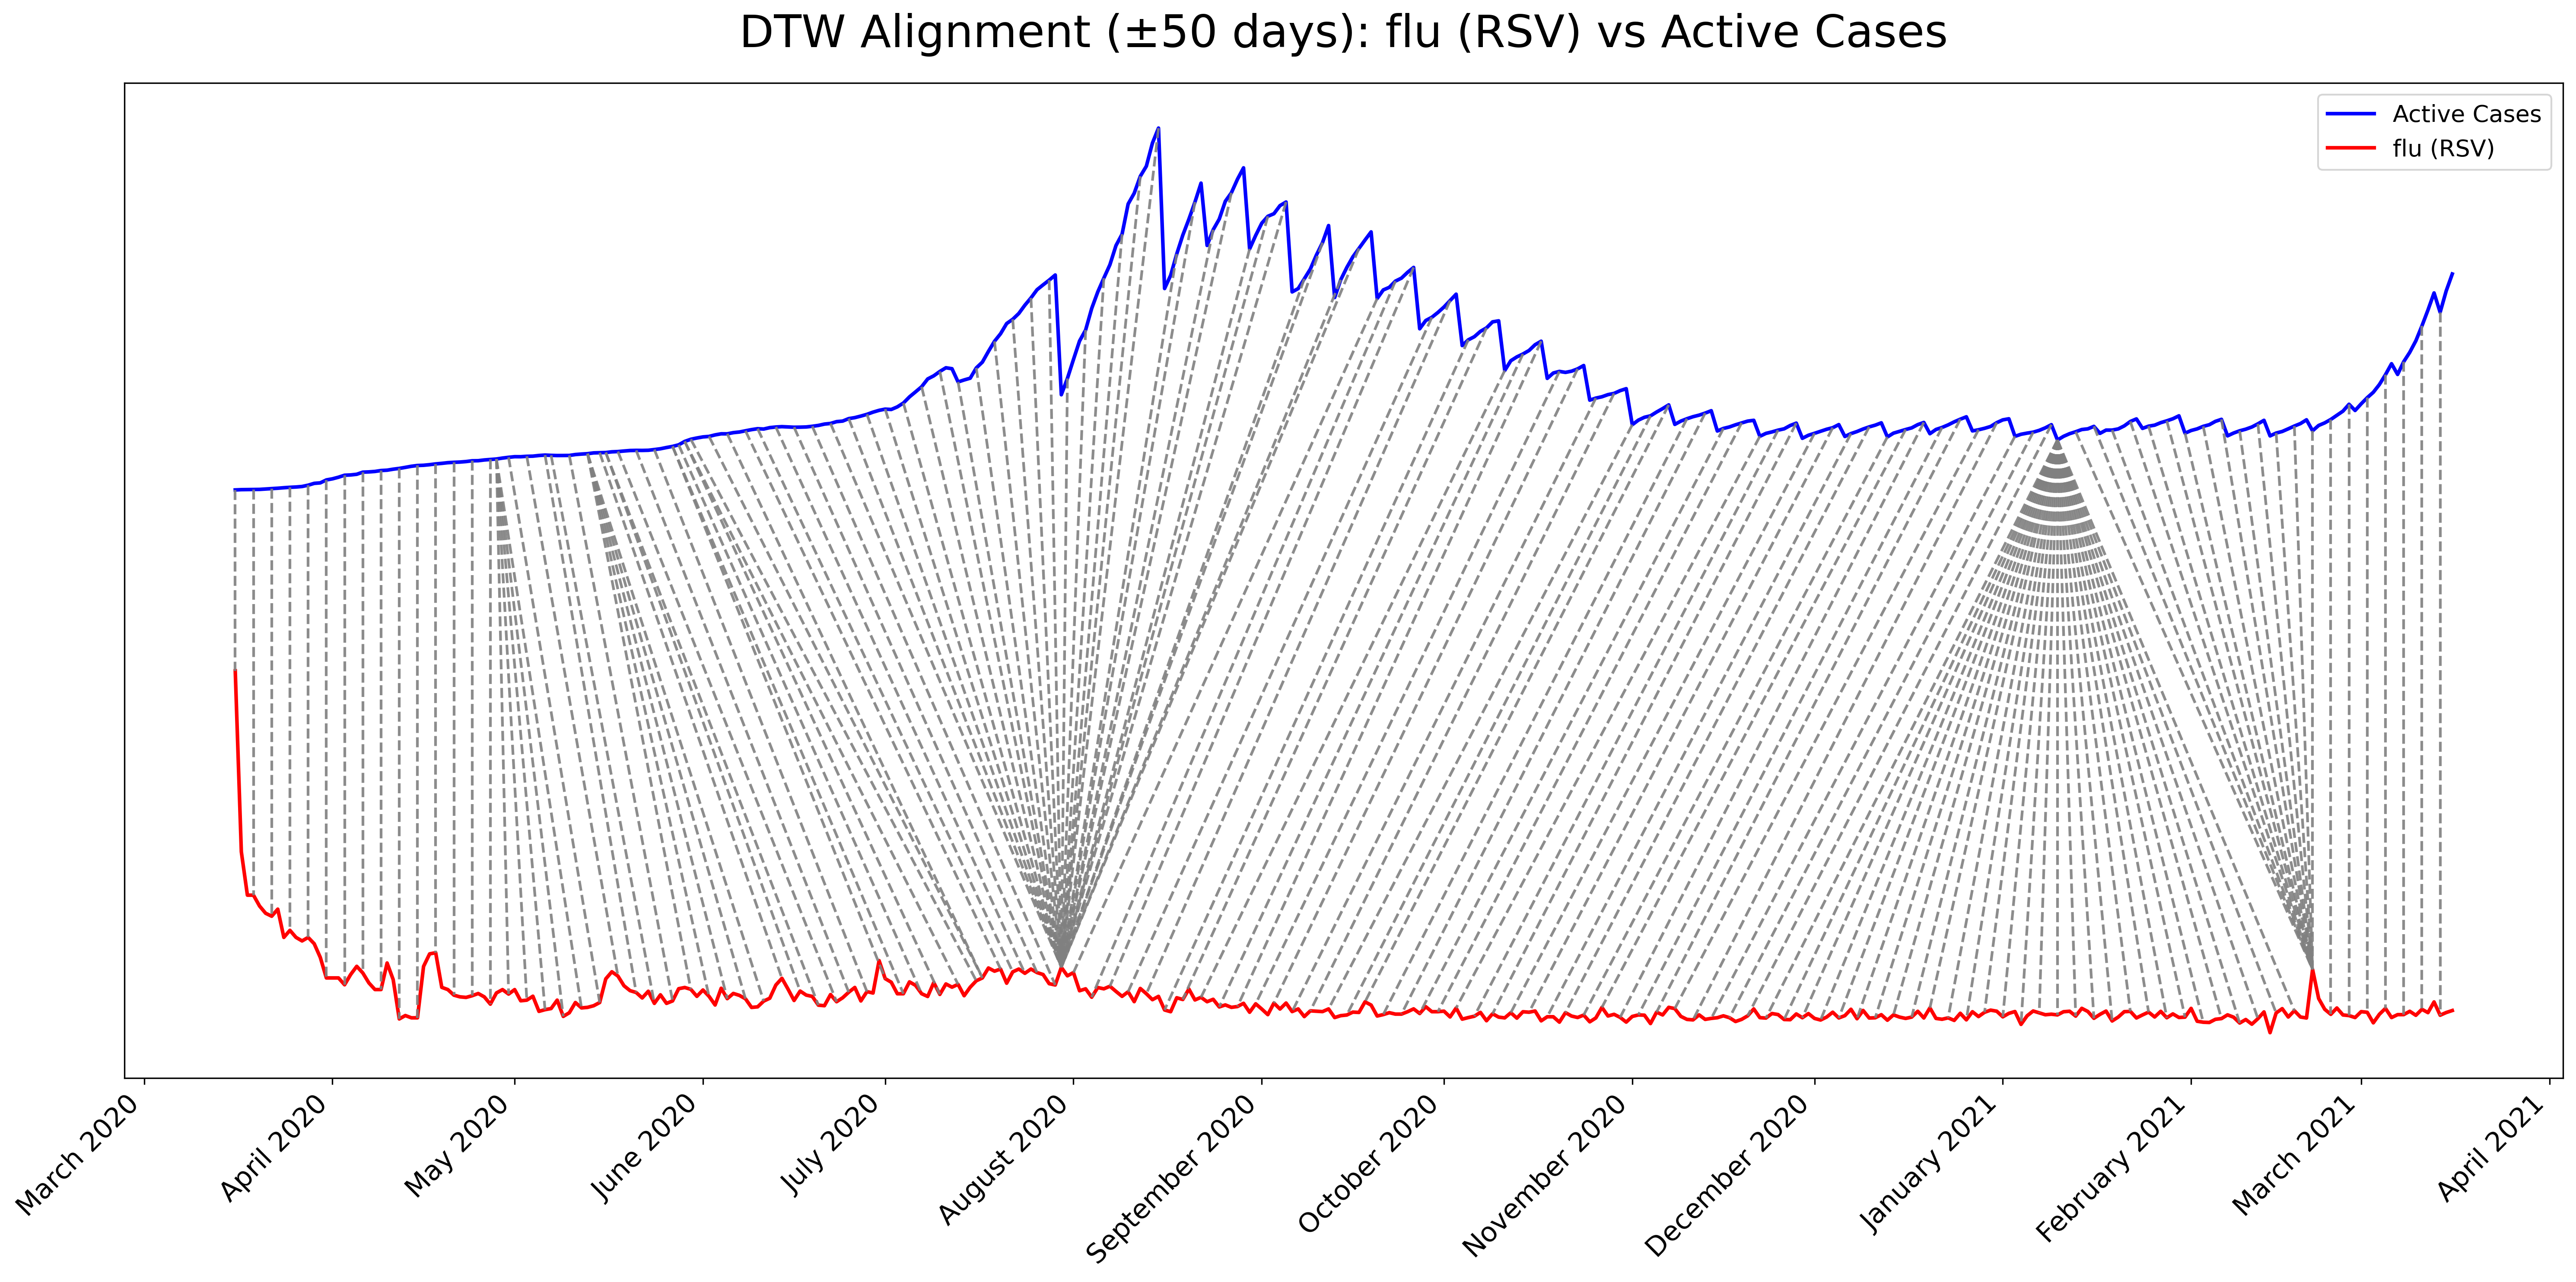 DTW Alignment (±50 days): flu (RSV) vs Active Cases
Active Cases
flu (RSV)
March 2020
April 2020
May 2020
June 2020
July 2020
August 2020
September 2020
October 2020
November 2020
December 2020
January 2021
February 2021
March 2021
April 2021